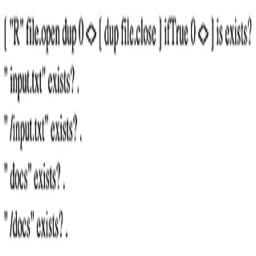 [ "R" file.open dup 0 <> [ dup file.close ] ifTrue 0 <> ] is exists?
" input.txt" exists? .
" /input.txt" exists? .
" docs" exists? .
" /docs" exists? .